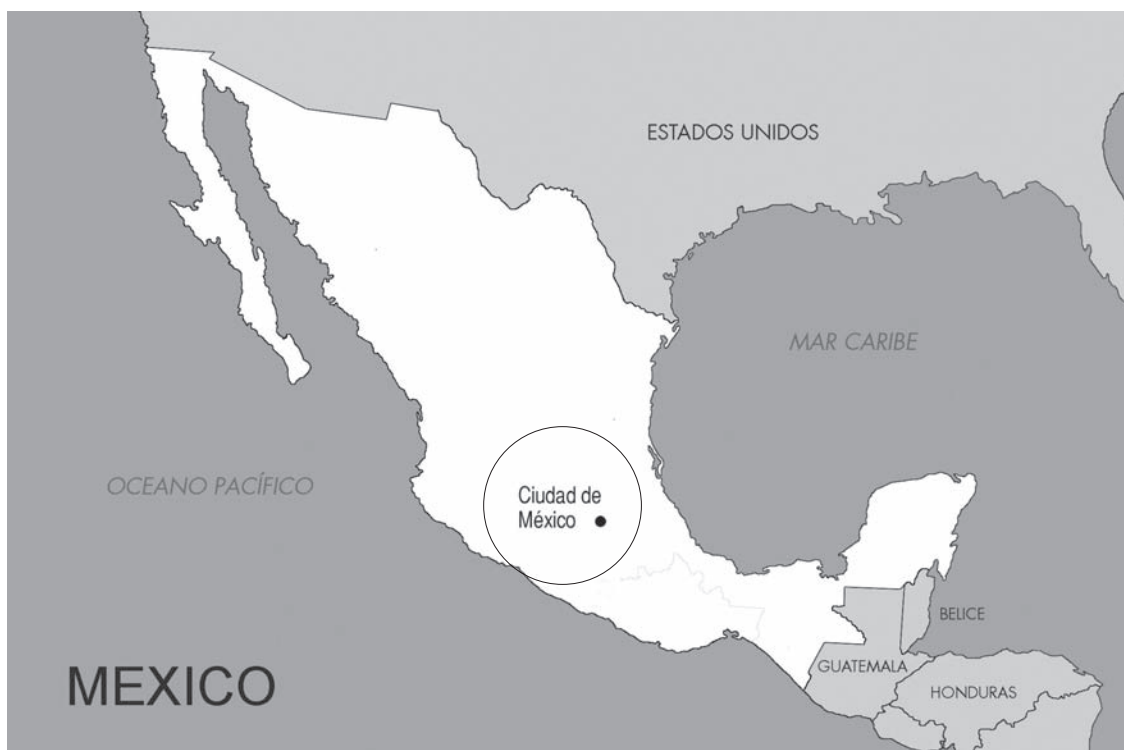 ESTADOS UNIDOS
MAR CARIBE
OCEANO PACÍFICO
Ciudad de
México
BELICE
GUATEMALA
HONDURAS
MEXICO